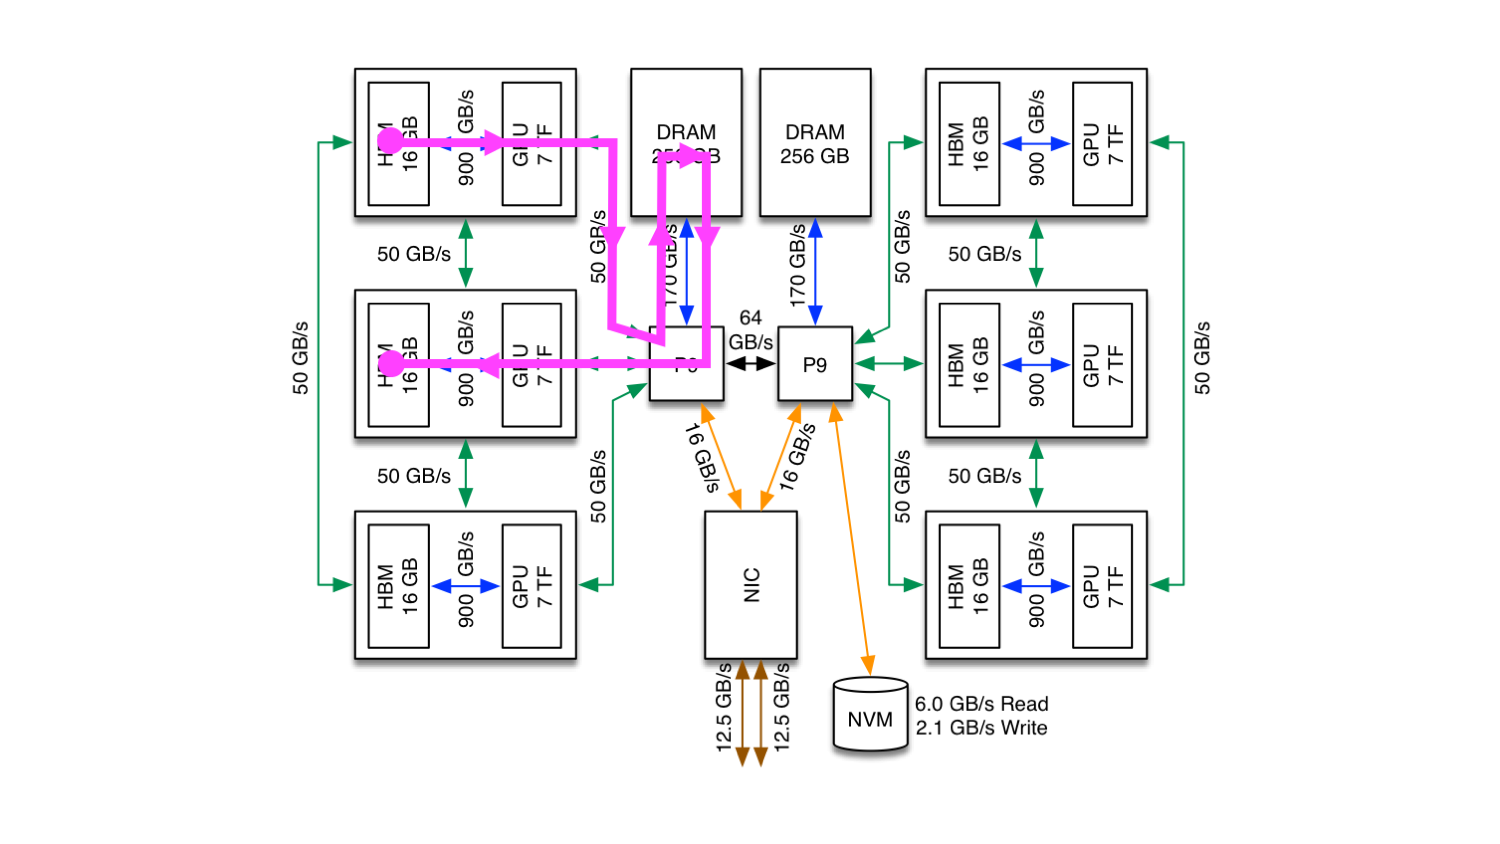 HBM
16 GB
900 GB/s
GPU
7 TF
DRAM
256 GB
DRAM
256 GB
HBM
16 GB
900 GB/s
GPU
7 TF
50 GB/s
50 GB/s
170 GB/s
170 GB/s
50 GB/s
50 GB/s
50 GB/s
HBM
16 GB
900 GB/s
GPU
7 TF
P9
64
GB/s
P9
HBM
16 GB
900 GB/s
GPU
7 TF
50 GB/s
50 GB/s
50 GB/s
16 GB/s
16 GB/s
50 GB/s
50 GB/s
HBM
16 GB
900 GB/s
GPU
7 TF
NIC
HBM
16 GB
900 GB/s
GPU
7 TF
12.5 GB/s
12.5 GB/s
NVM
6.0 GB/s Read
2.1 GB/s Write